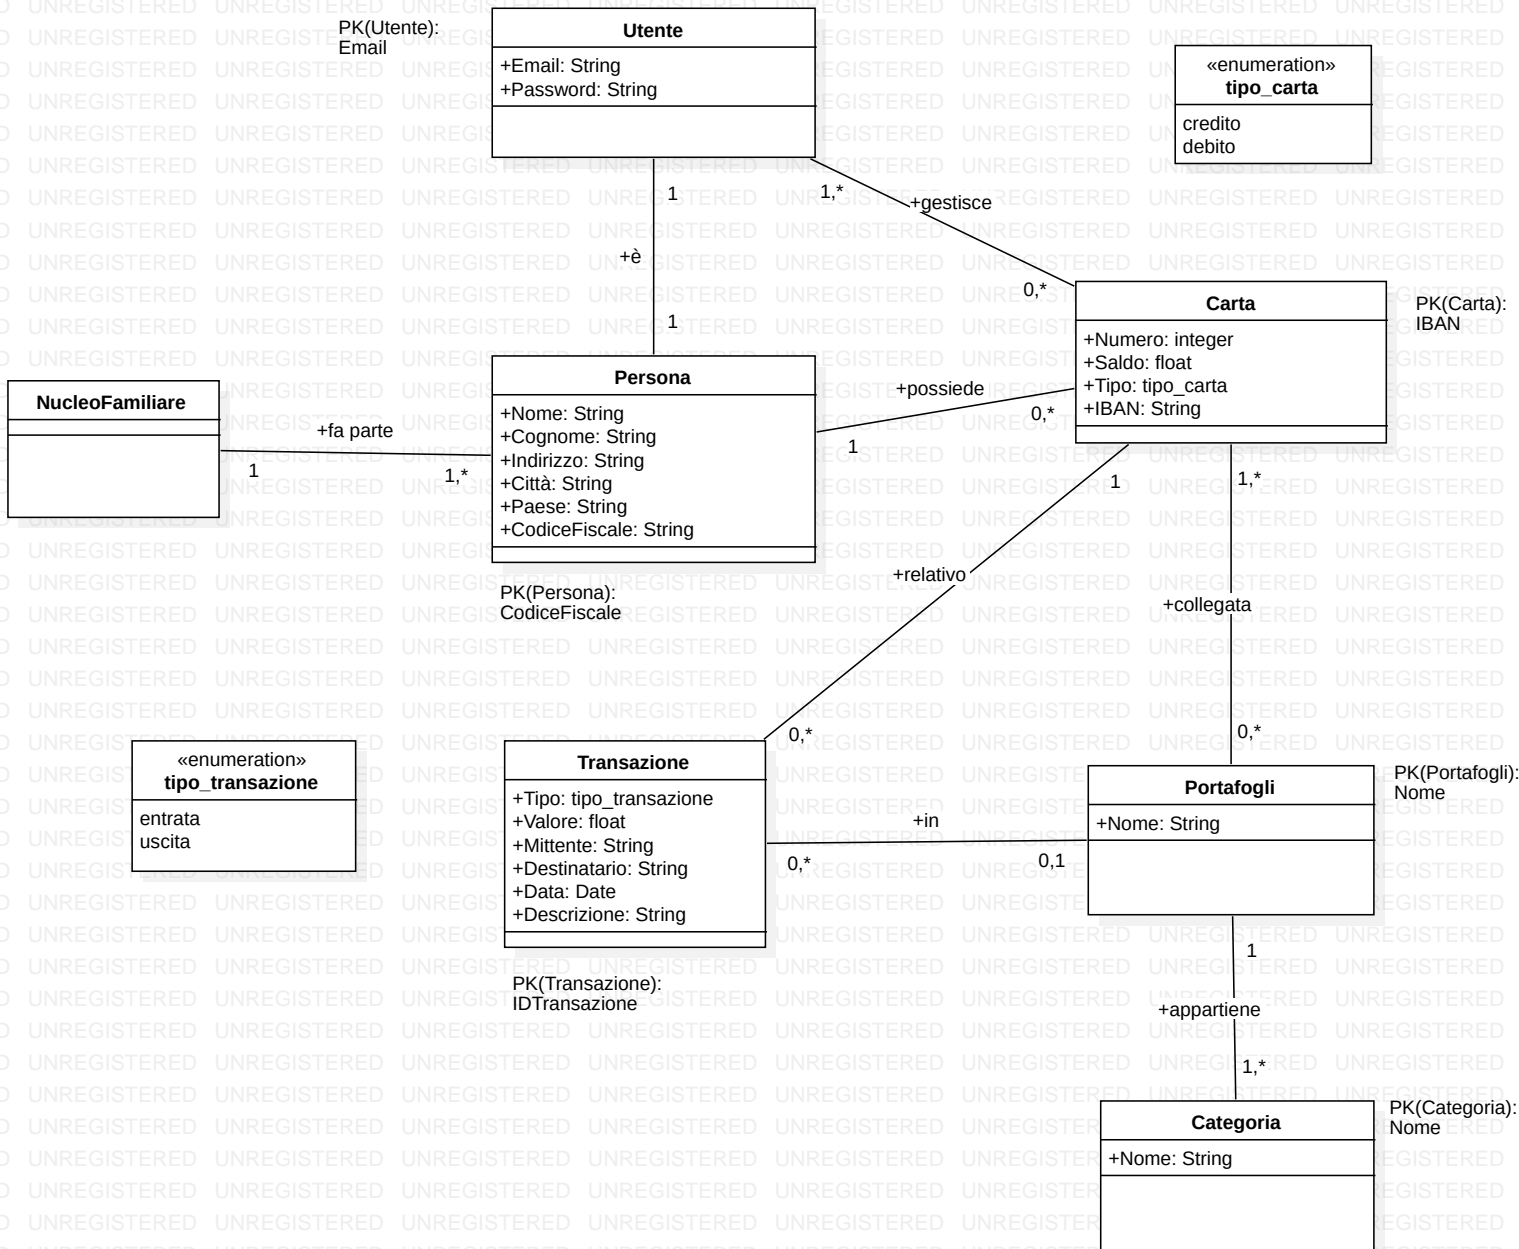 PK(Utente):
Email
Utente
+Email: String
+Password: String
«enumeration»
tipo_carta
credito
debito
1
1,*
+gestisce
+è
0,*
1
Carta
+Numero: integer
+Saldo: float
+Tipo: tipo_carta
+IBAN: String
PK(Carta):
IBAN
NucleoFamiliare
+fa parte
1
1,*
Persona
+Nome: String
+Cognome: String
+Indirizzo: String
+Città: String
+Paese: String
+CodiceFiscale: String
PK(Persona):
CodiceFiscale
+possiede
0,*
1
1
1,*
+relativo
+collegata
0,*
0,*
«enumeration»
tipo_transazione
entrata
uscita
Transazione
+Tipo: tipo_transazione
+Valore: float
+Mittente: String
+Destinatario: String
+Data: Date
+Descrizione: String
PK(Transazione):
IDTransazione
+in
0,*
0,1
Portafogli
+Nome: String
PK(Portafogli):
Nome
1
+appartiene
1,*
Categoria
+Nome: String
PK(Categoria):
Nome
UNREGISTERED